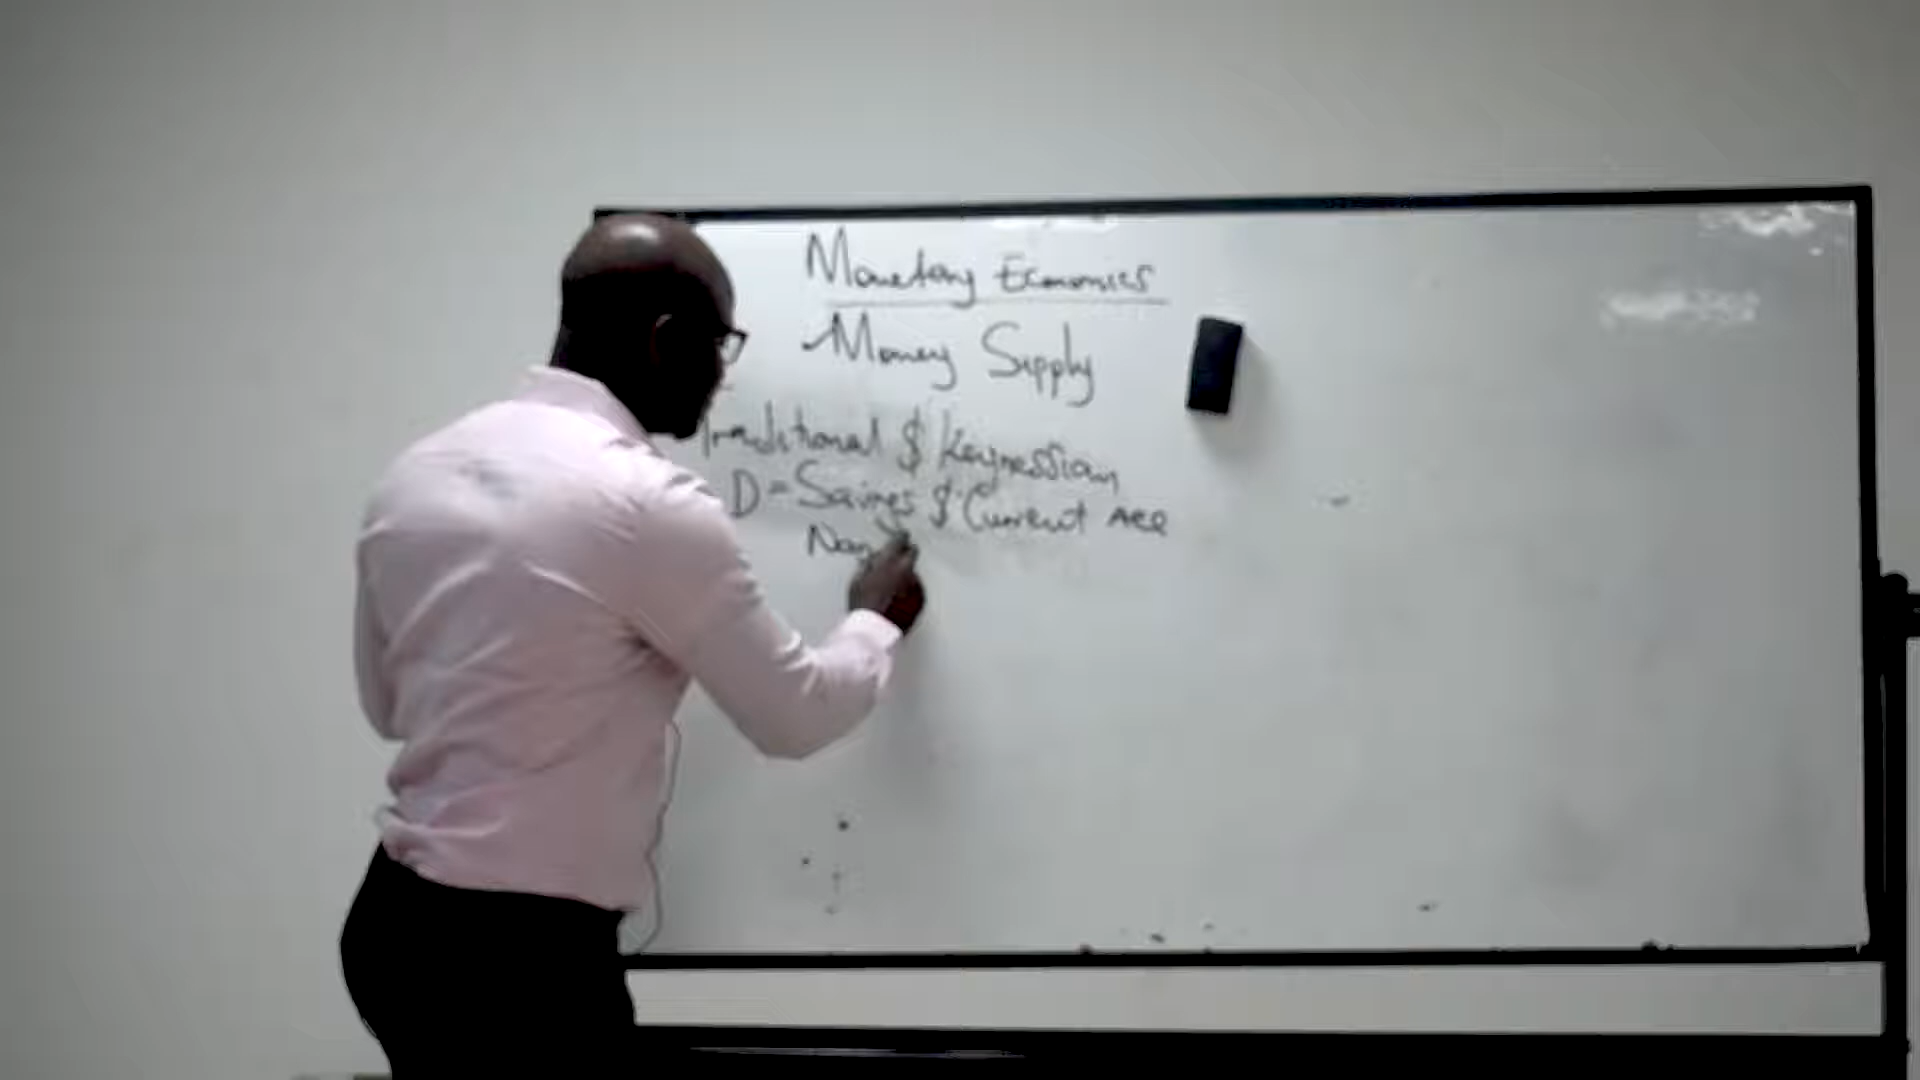 Monetary Economics
Money Supply
Traditional $ Keynessian
D = Savings $ Current Acc